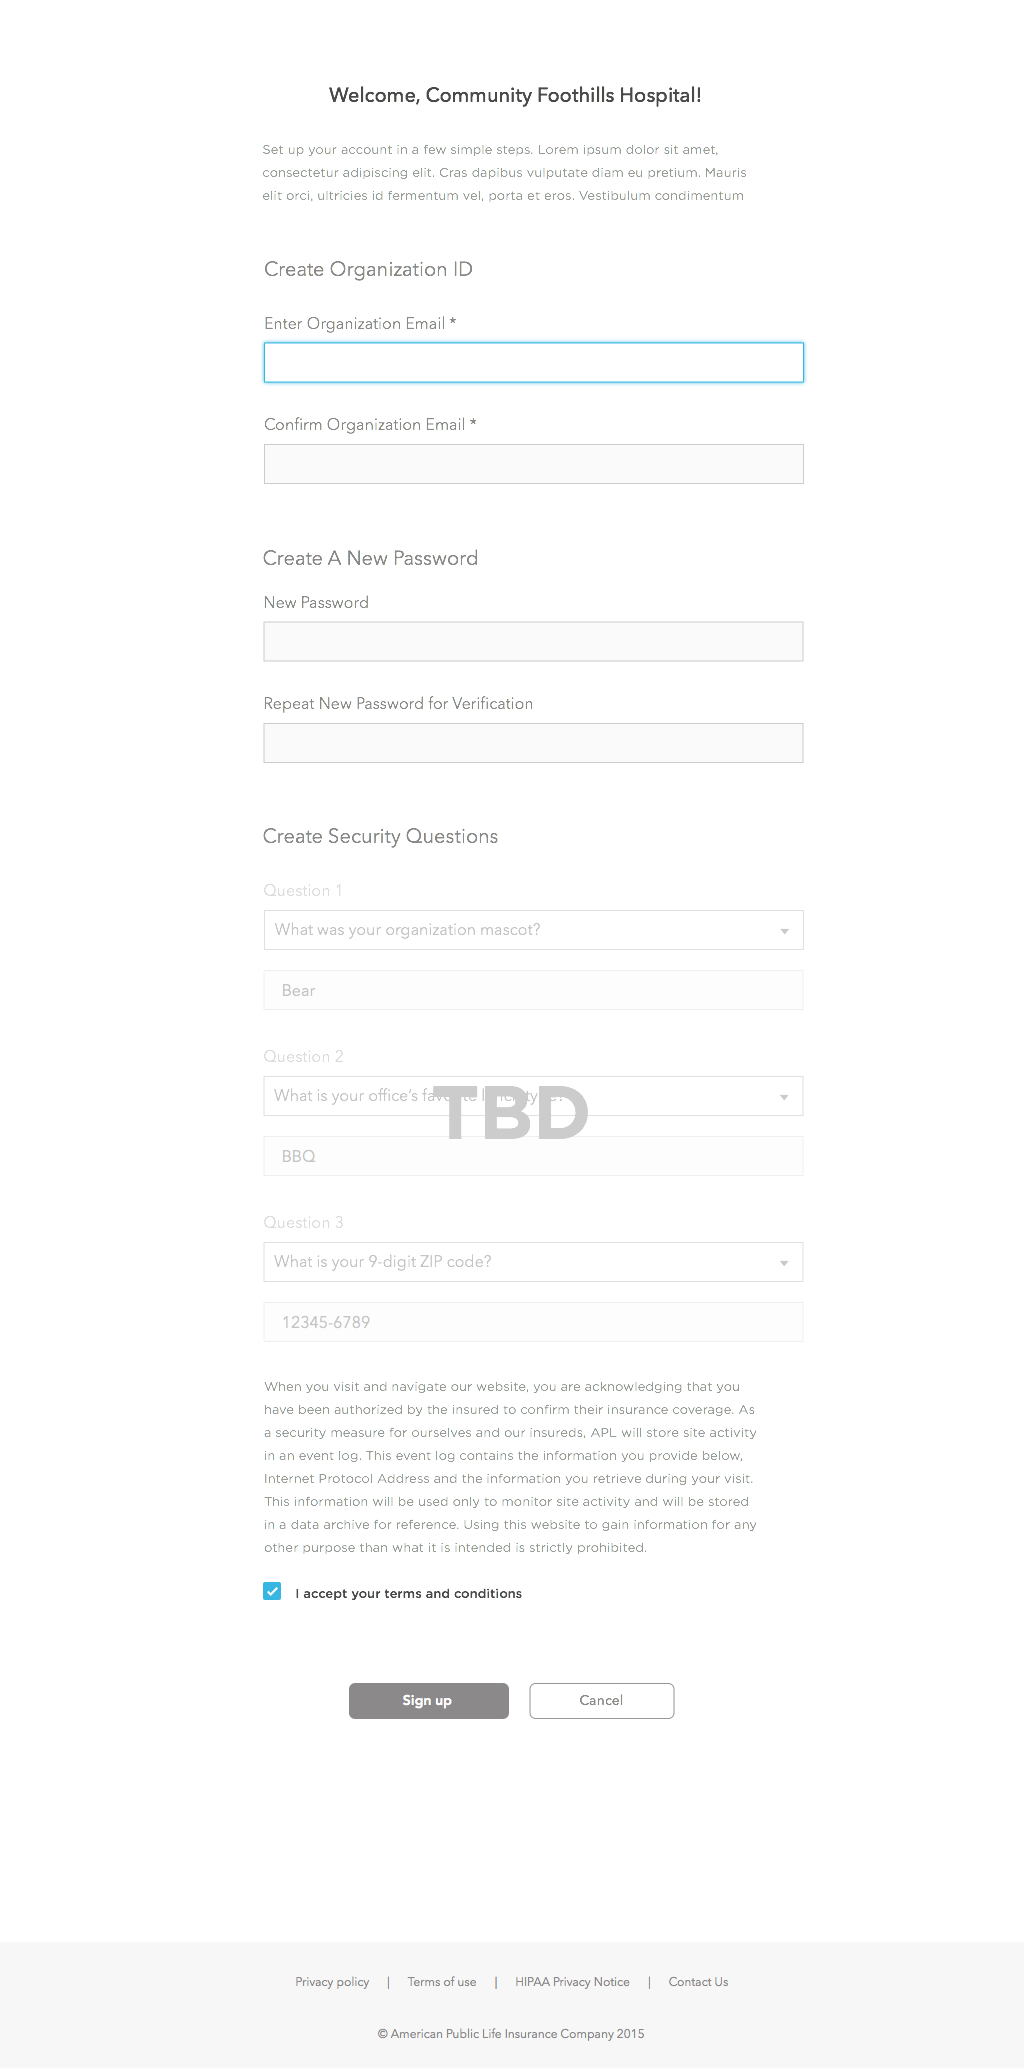 Welcome, Community Foothills Hospital!
Set up your account in a few simple steps. Lorem ipsum dolor sit amet,
consectetur adipiscing elit. Cras dapibus vulputate diam eu pretium. Mauris
elit orci, ultricies id fermentum vel, porta et eros. Vestibulum condimentum
Create Organization ID
Enter Organization Email *
Confirm Organization Email *
Create A New Password
New Password
Repeat New Password for Verification
Create Security Questions
Question 1
What was your organization mascot?
Bear
Question 2
What is your office's
TBD
BBQ
Question 3
What is your 9-digit ZIP code?
12345-6789
When you visit and navigate our website, you are acknowledging that you
have been authorized by the insured to confirm their insurance coverage. As
a security measure for ourselves and our insureds, APL will store site activity
in an event log. This event log contains the information you provide below,
Internet Protocol Address and the information you retrieve during your visit.
This information will be used only to monitor site activity and will be stored
in a data archive for reference. Using this website to gain information for any
other purpose than what it is intended is strictly prohibited.
I accept your terms and conditions
Sign up
Cancel
Privacy policy | Terms of use | HIPAA Privacy Notice | Contact Us
© American Public Life Insurance Company 2015